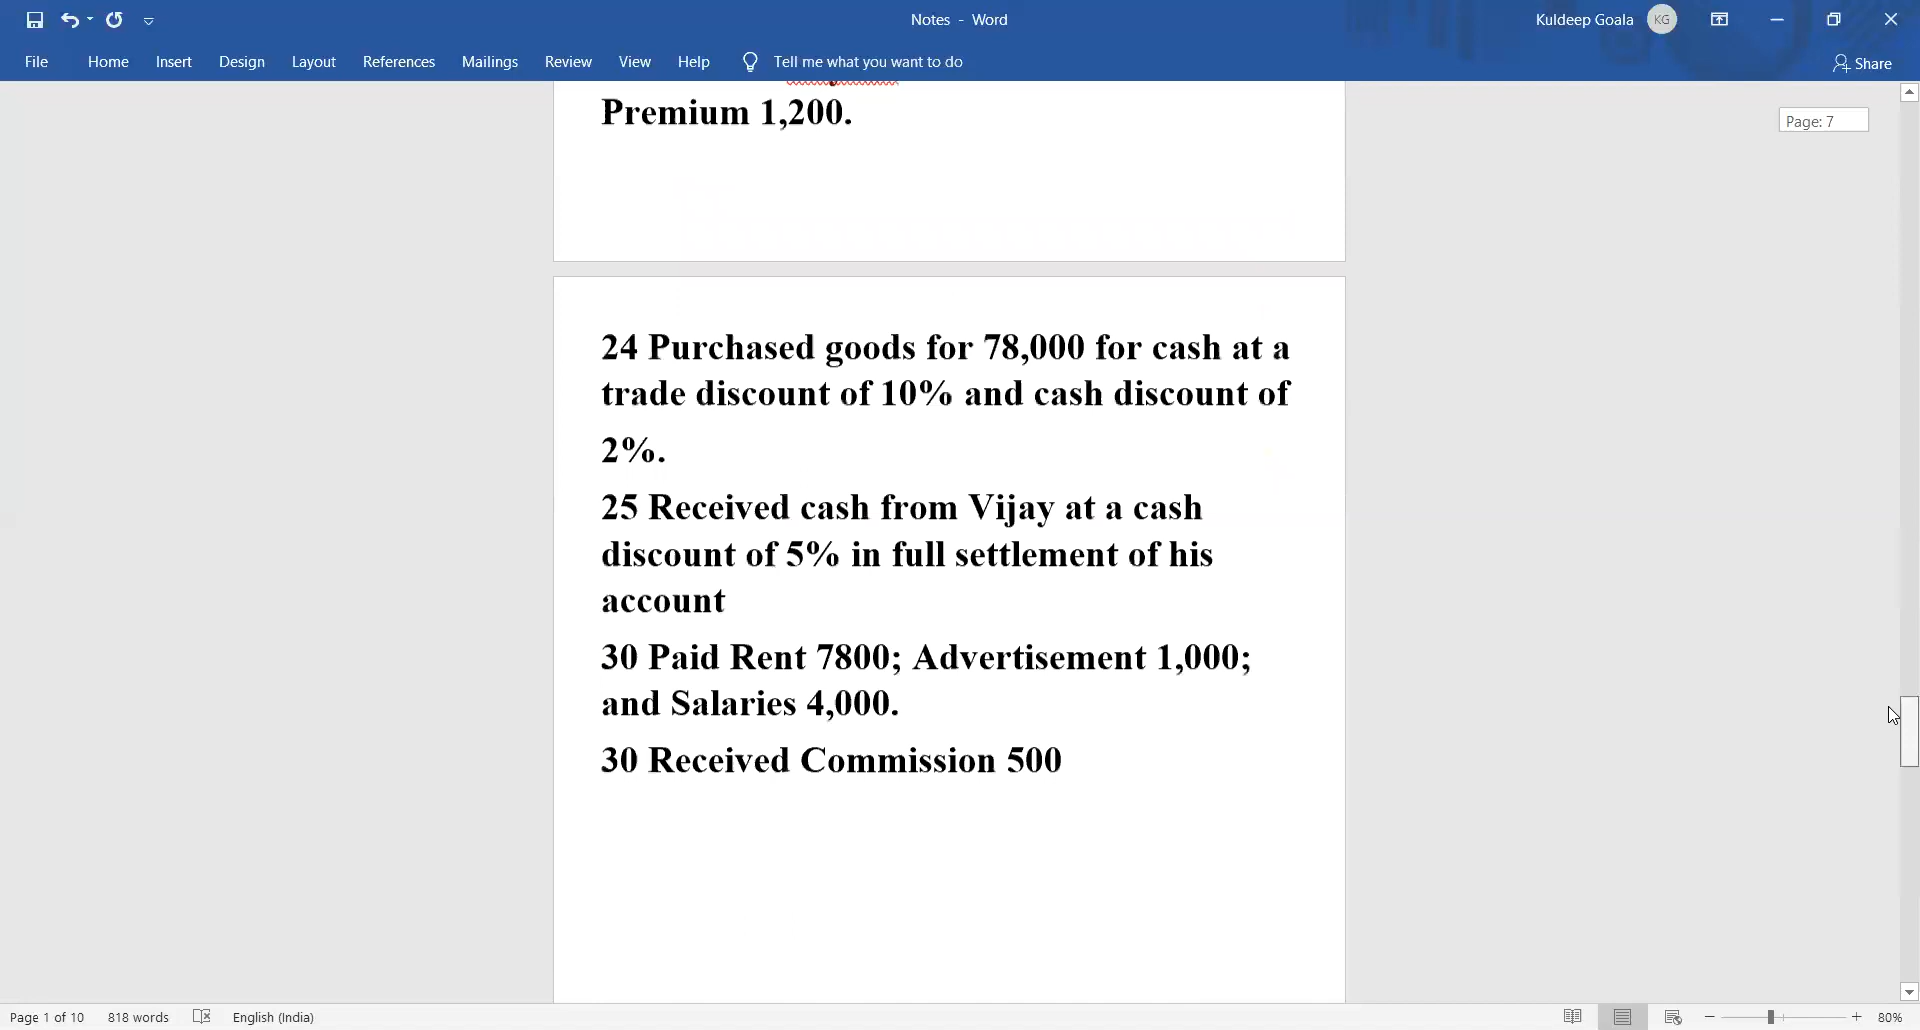 Notes - Word
Kuldeep Goala KG
File Home Insert Design Layout References Mailings Review View Help Tell me what you want to do Share
Premium 1,200.
Page: 7
24 Purchased goods for 78,000 for cash at a
trade discount of 10% and cash discount of
2%.
25 Received cash from Vijay at a cash
discount of 5% in full settlement of his
account
30 Paid Rent 7800; Advertisement 1,000;
and Salaries 4,000.
30 Received Commission 500
Page 1 of 10 818 words English (India) 80%